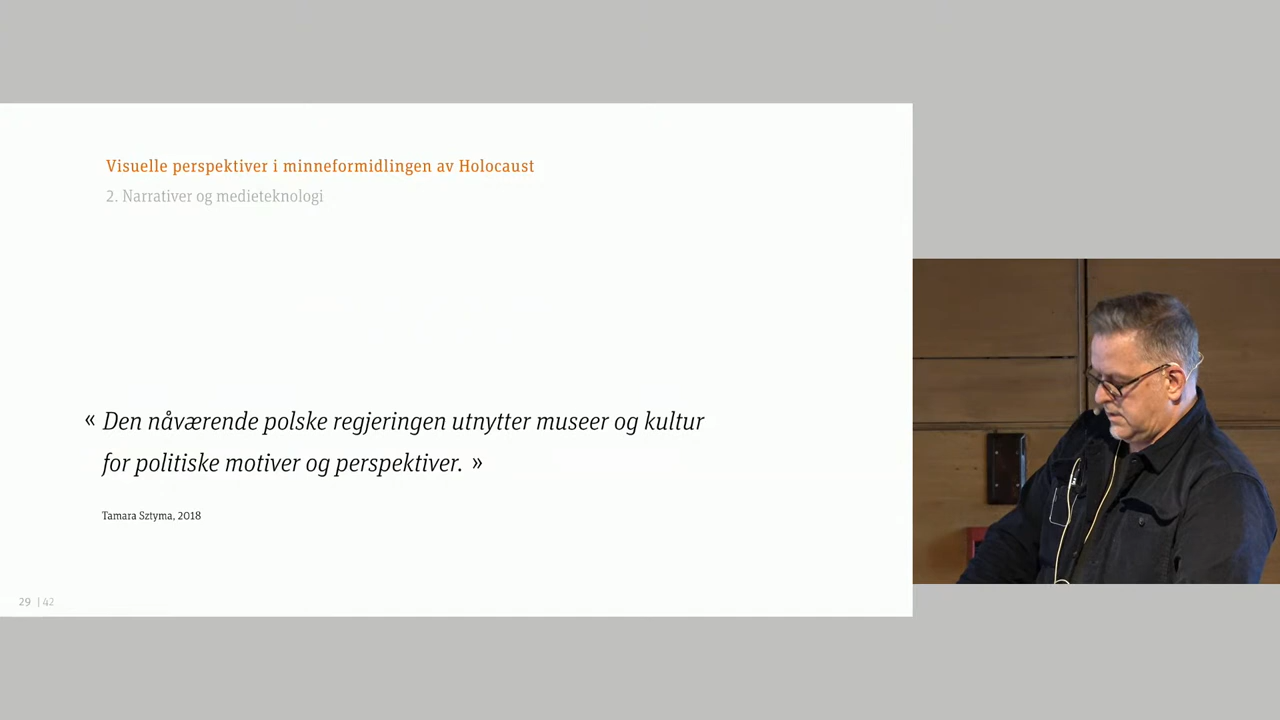 Visuelle perspektiver i minneformidlingen av Holocaust
2. Narrativer og medieteknologi
« Den nåværende polske regjeringen utnytter museer og kultur
for politiske motiver og perspektiver. »
Tamara Sztyma, 2018
29 | 42